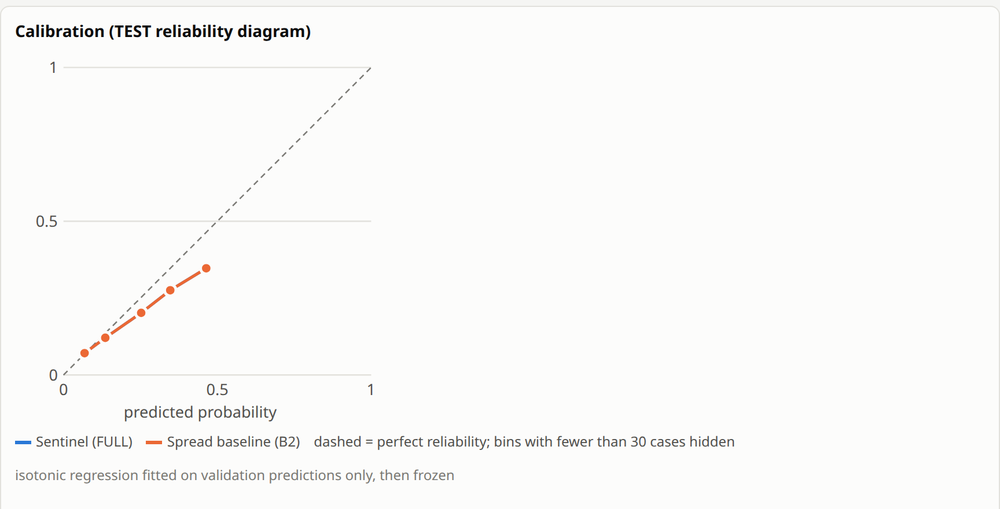 Calibration (TEST reliability diagram)
1
0.5
0
0 0.5 1
predicted probability
Sentinel (FULL) Spread baseline (B2) dashed = perfect reliability; bins with fewer than 30 cases hidden
isotonic regression fitted on validation predictions only, then frozen